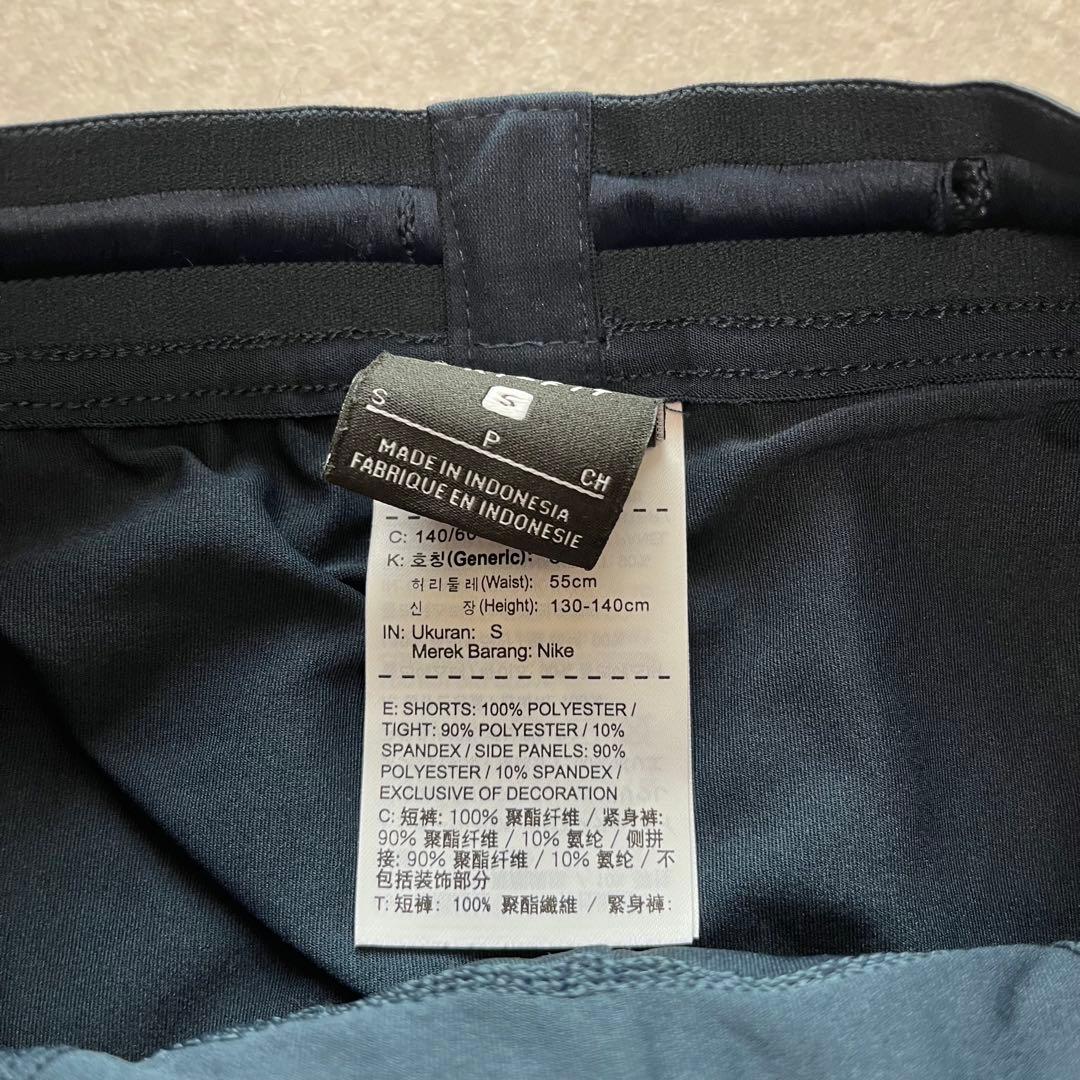 S
S
P
CH
MADE IN INDONESIA
FABRIQUE EN INDONESIE
C: 140/60
K: 호칭(Generic):
허리둘레(Waist): 55cm
신 장(Height): 130-140cm
IN: Ukuran: S
Merek Barang: Nike
E: SHORTS: 100% POLYESTER /
TIGHT: 90% POLYESTER / 10%
SPANDEX / SIDE PANELS: 90%
POLYESTER / 10% SPANDEX /
EXCLUSIVE OF DECORATION
C: 短裤: 100% 聚酯纤维 / 紧身裤:
90% 聚酯纤维 / 10% 氨纶 / 侧拼
接: 90% 聚酯纤维 / 10% 氨纶 / 不
包括装饰部分
T: 短褲: 100% 聚酯纖維 / 緊身褲: